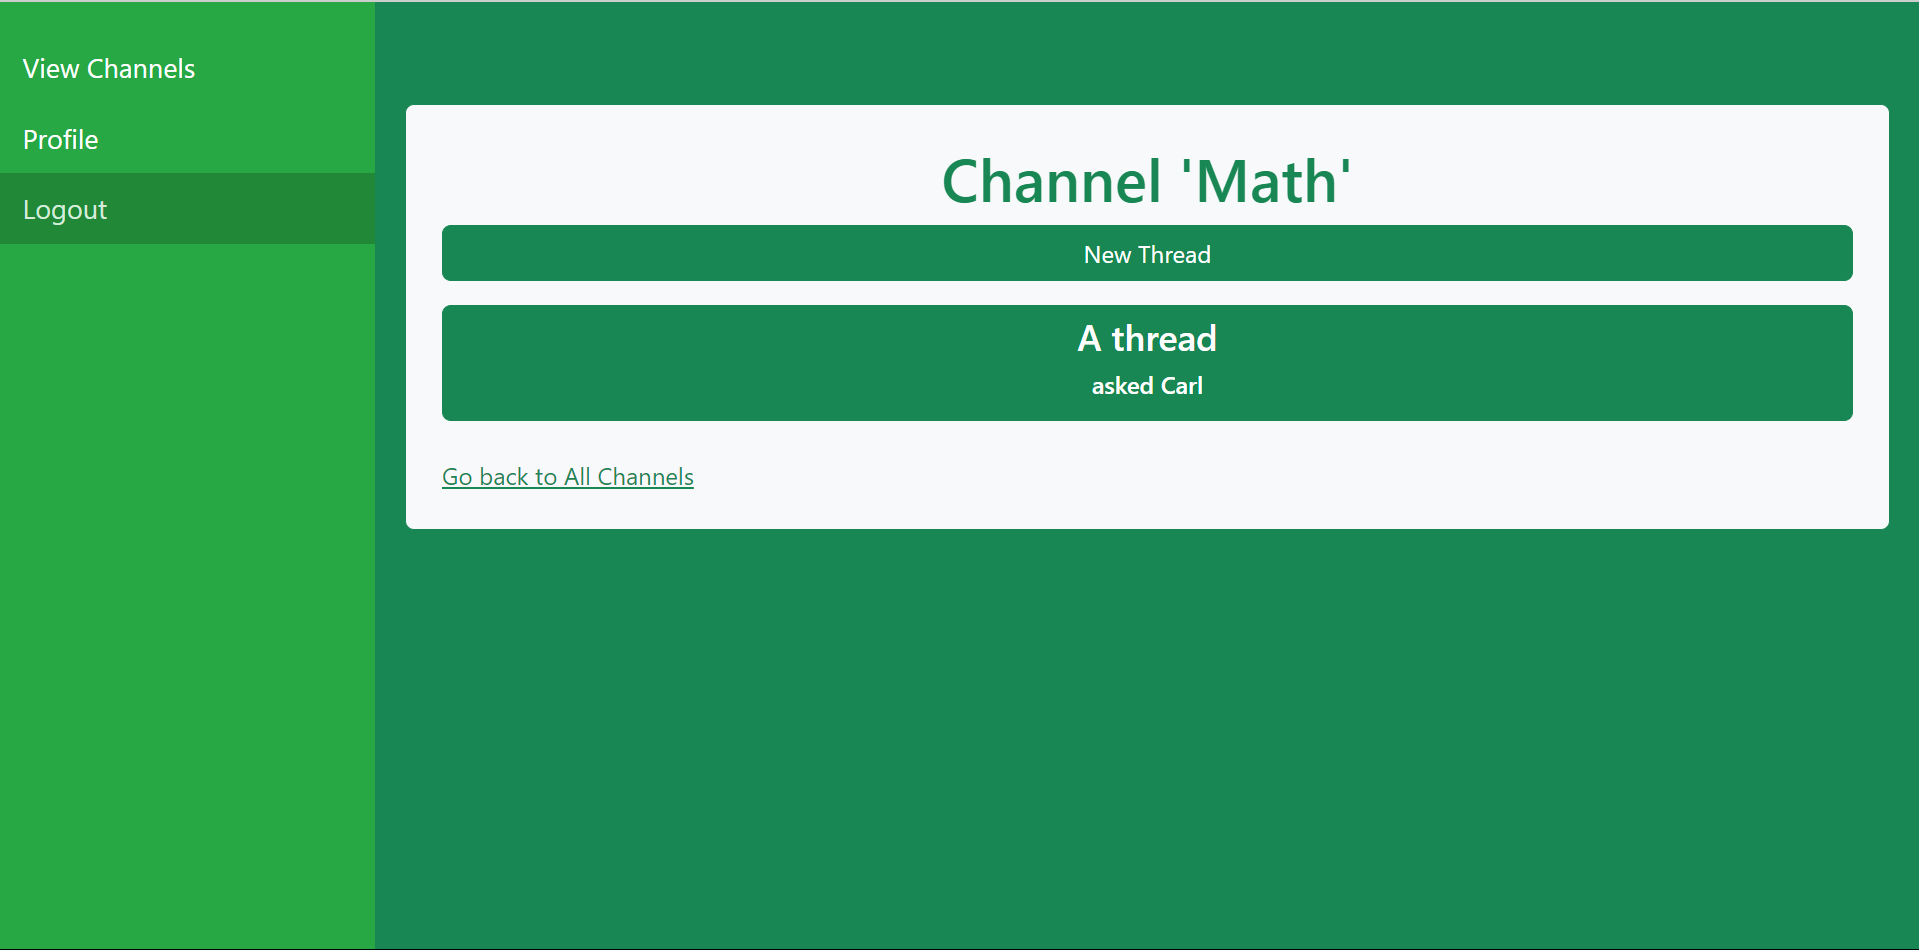 View Channels
Profile
Logout
Channel 'Math'
New Thread
A thread
asked Carl
Go back to All Channels